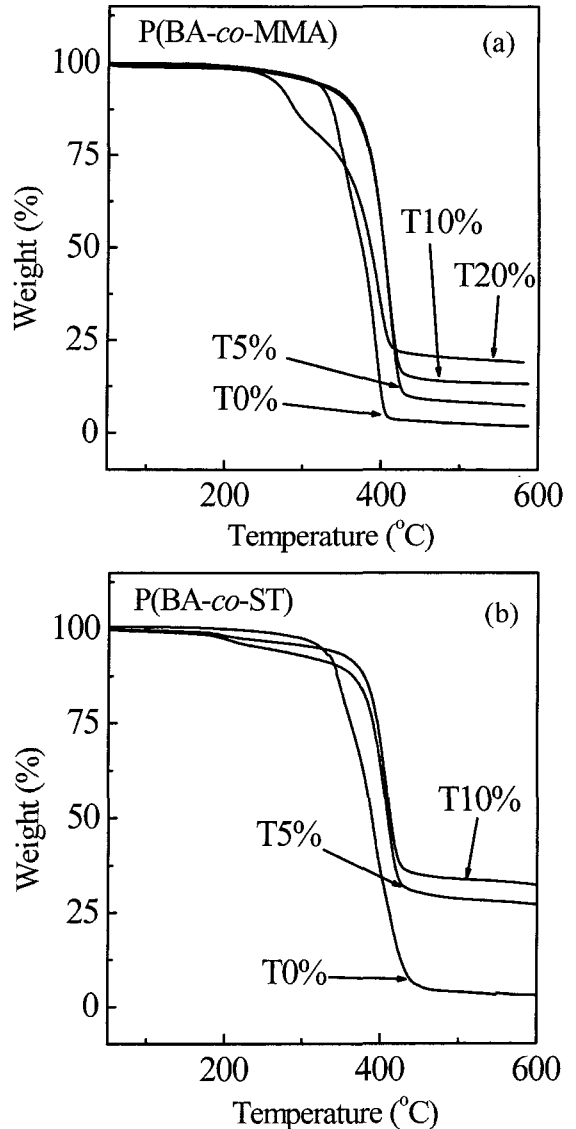 P(BA-co-MMA)
(a)
100
75
50
25
0
Weight (%)
T10%
T20%
T5%
T0%
200
400
600
Temperature (°C)
P(BA-co-ST)
(b)
100
75
50
25
0
Weight (%)
T10%
T5%
T0%
200
400
600
Temperature (°C)